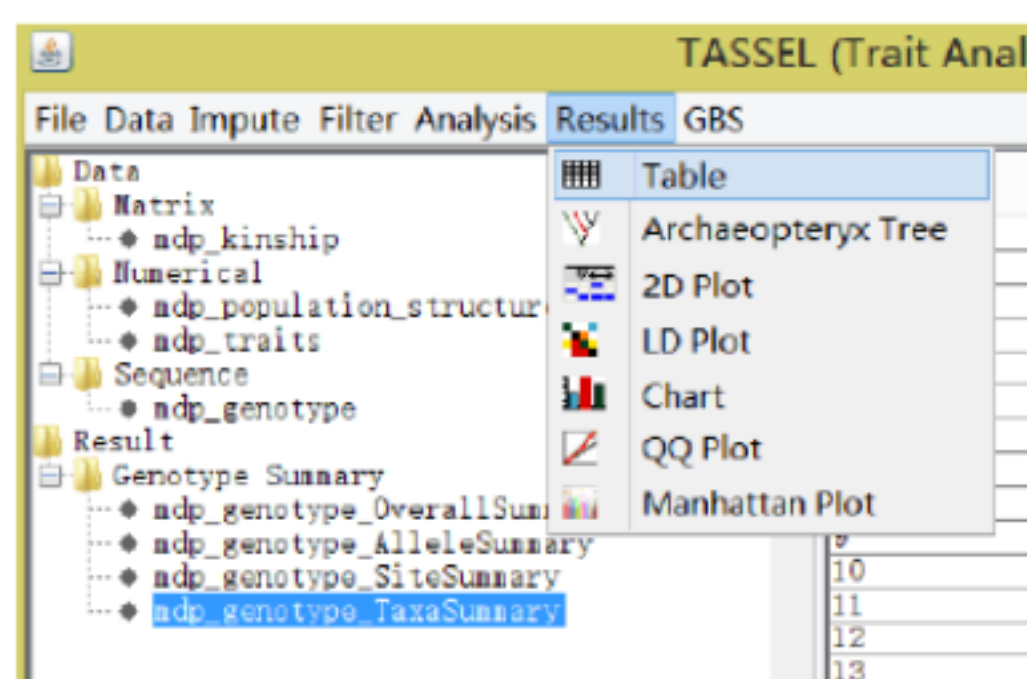 TASSEL (Trait Anal
File Data Impute Filter Analysis Results GBS
Data
Matrix
mdp_kinship
Numerical
mdp_population_structur
mdp_traits
Sequence
mdp_genotype
Result
Genotype Summary
mdp_genotype_OverallSum
mdp_genotype_AlleleSummary
mdp_genotype_SiteSummary
mdp_genotype_TaxaSummary
Table
Archaeopteryx Tree
2D Plot
LD Plot
Chart
QQ Plot
Manhattan Plot
9
10
11
12
13